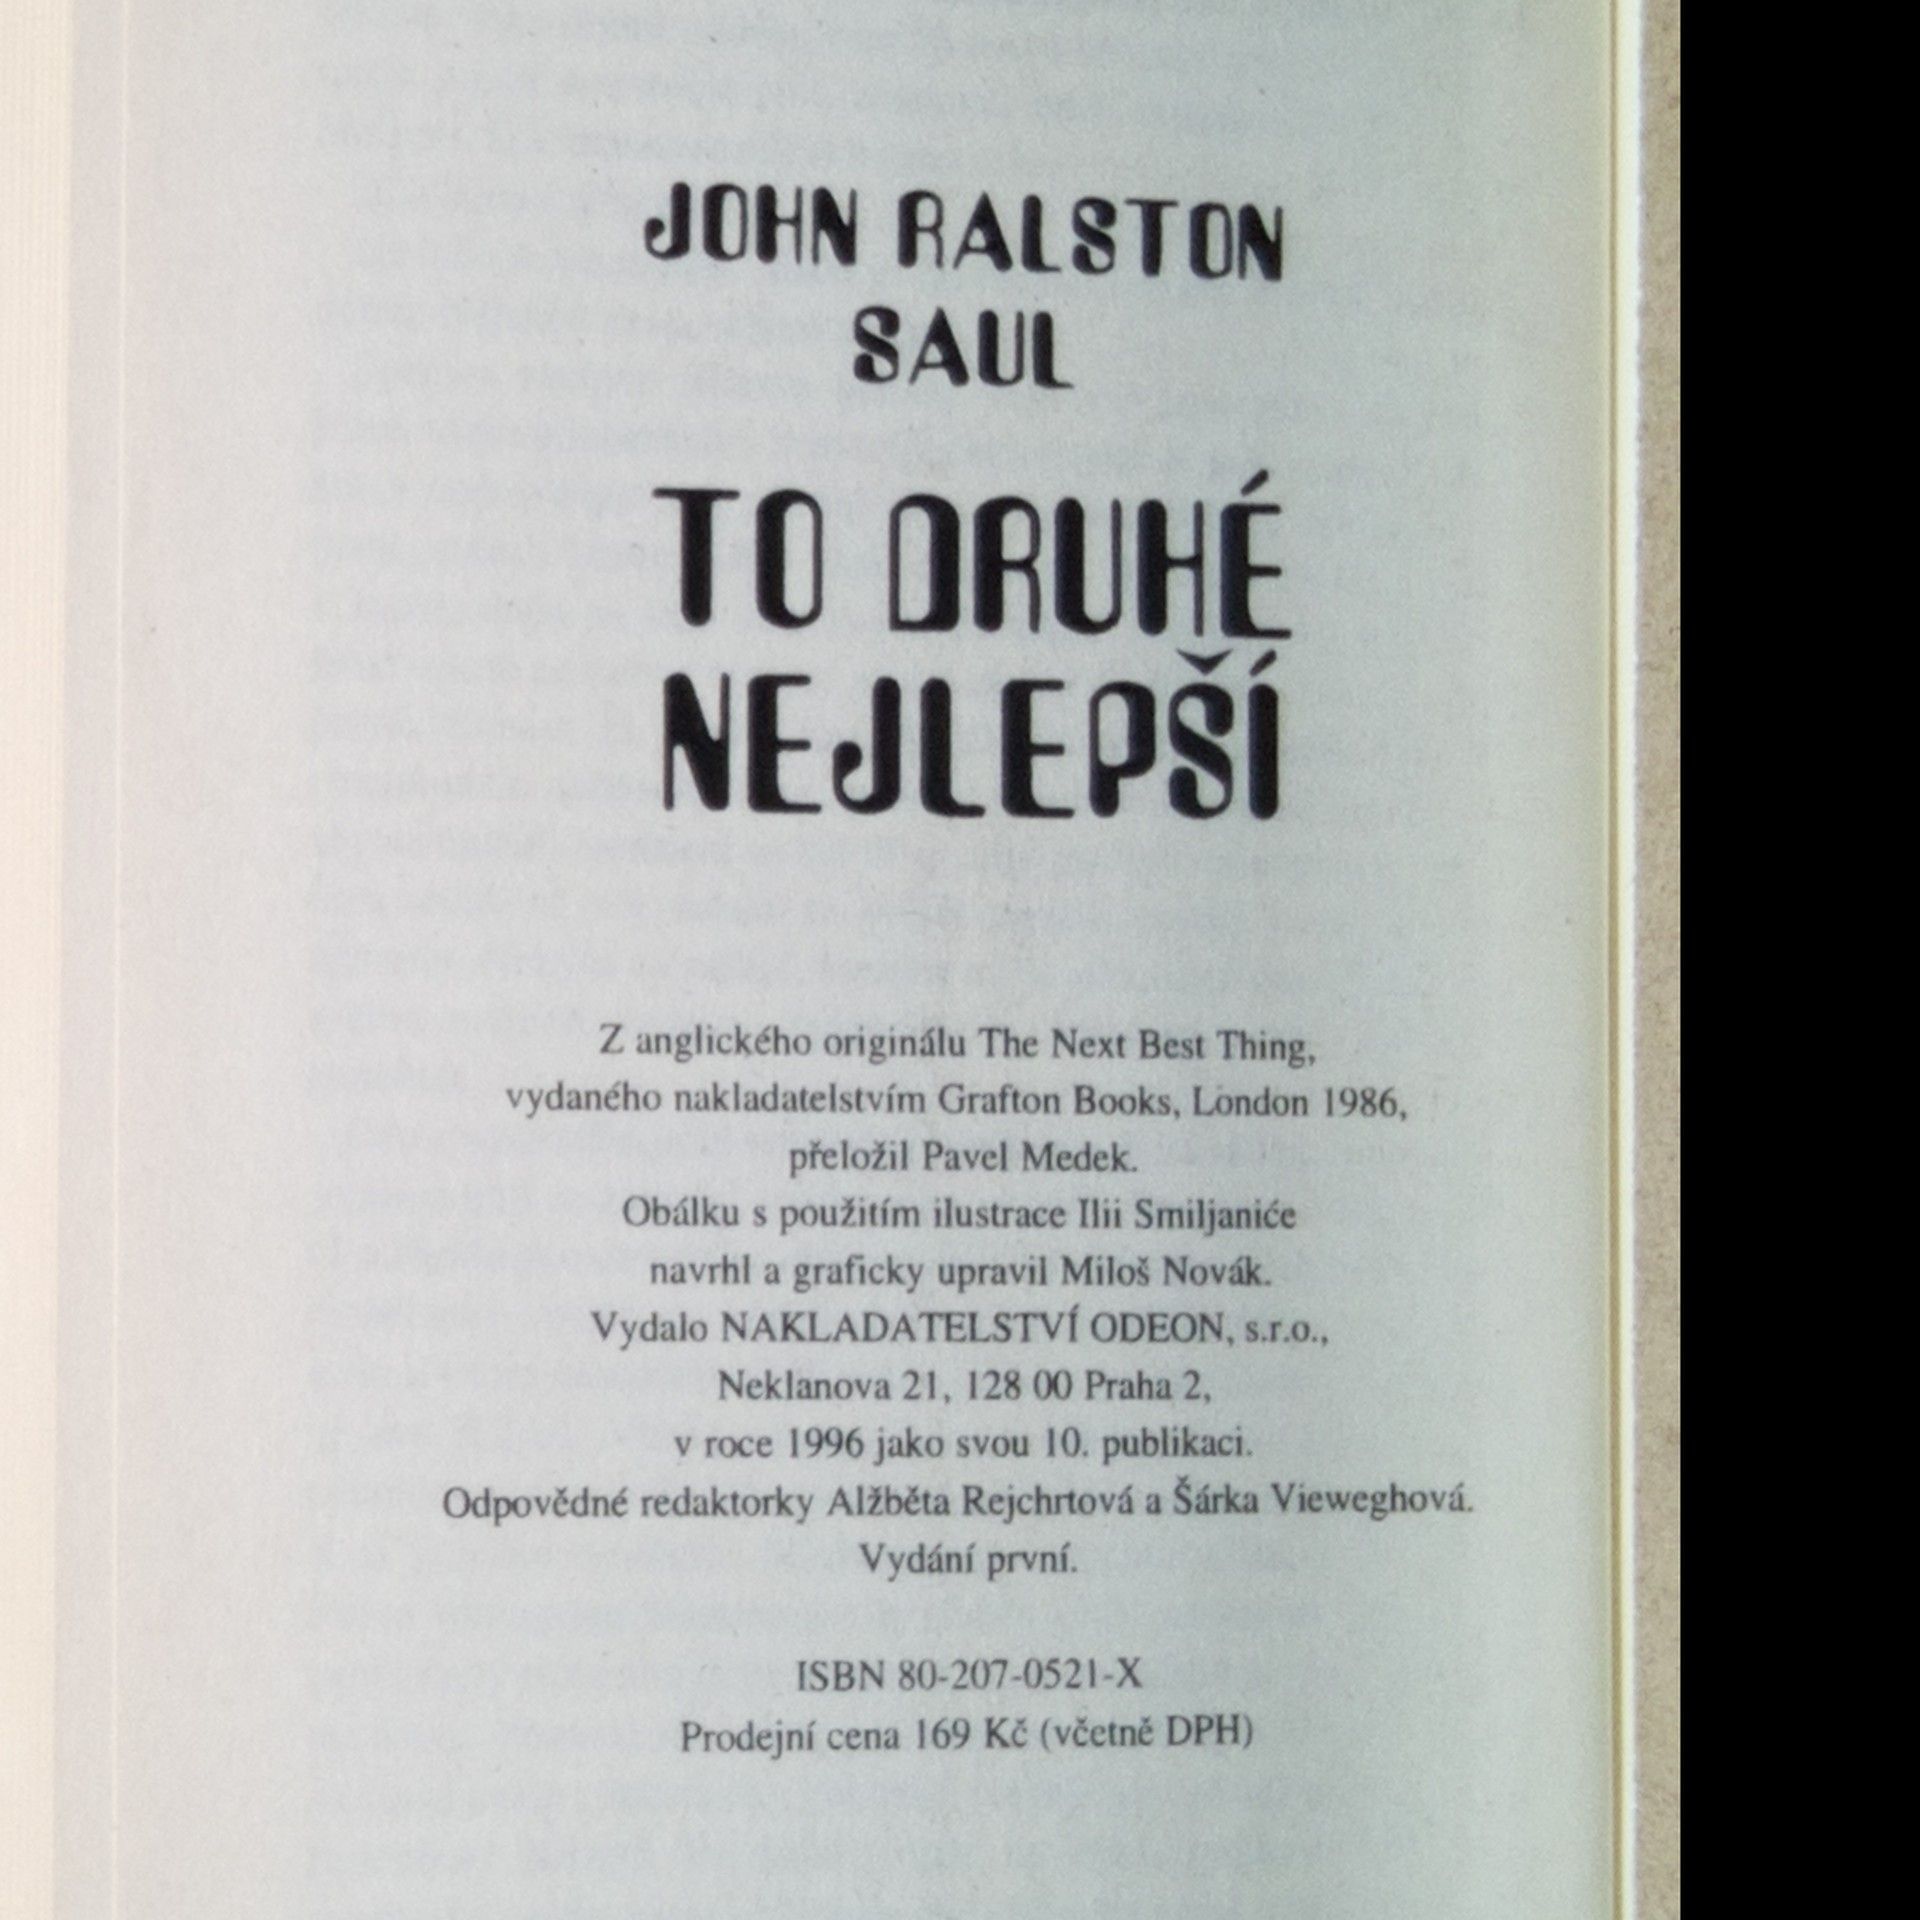 JOHN RALSTON
SAUL
TO DRUHÉ
NEJLEPŠÍ
Z anglického originálu The Next Best Thing,
vydaného nakladatelstvím Grafton Books, London 1986,
přeložil Pavel Medek.
Obálku s použitím ilustrace Ilii Smiljaniće
navrhl a graficky upravil Miloš Novák.
Vydalo NAKLADATELSTVÍ ODEON, s.r.o.,
Neklanova 21, 128 00 Praha 2,
v roce 1996 jako svou 10. publikaci.
Odpovědné redaktorky Alžběta Rejchrtová a Šárka Vieweghová.
Vydání první.
ISBN 80-207-0521-X
Prodejní cena 169 Kč (včetně DPH)